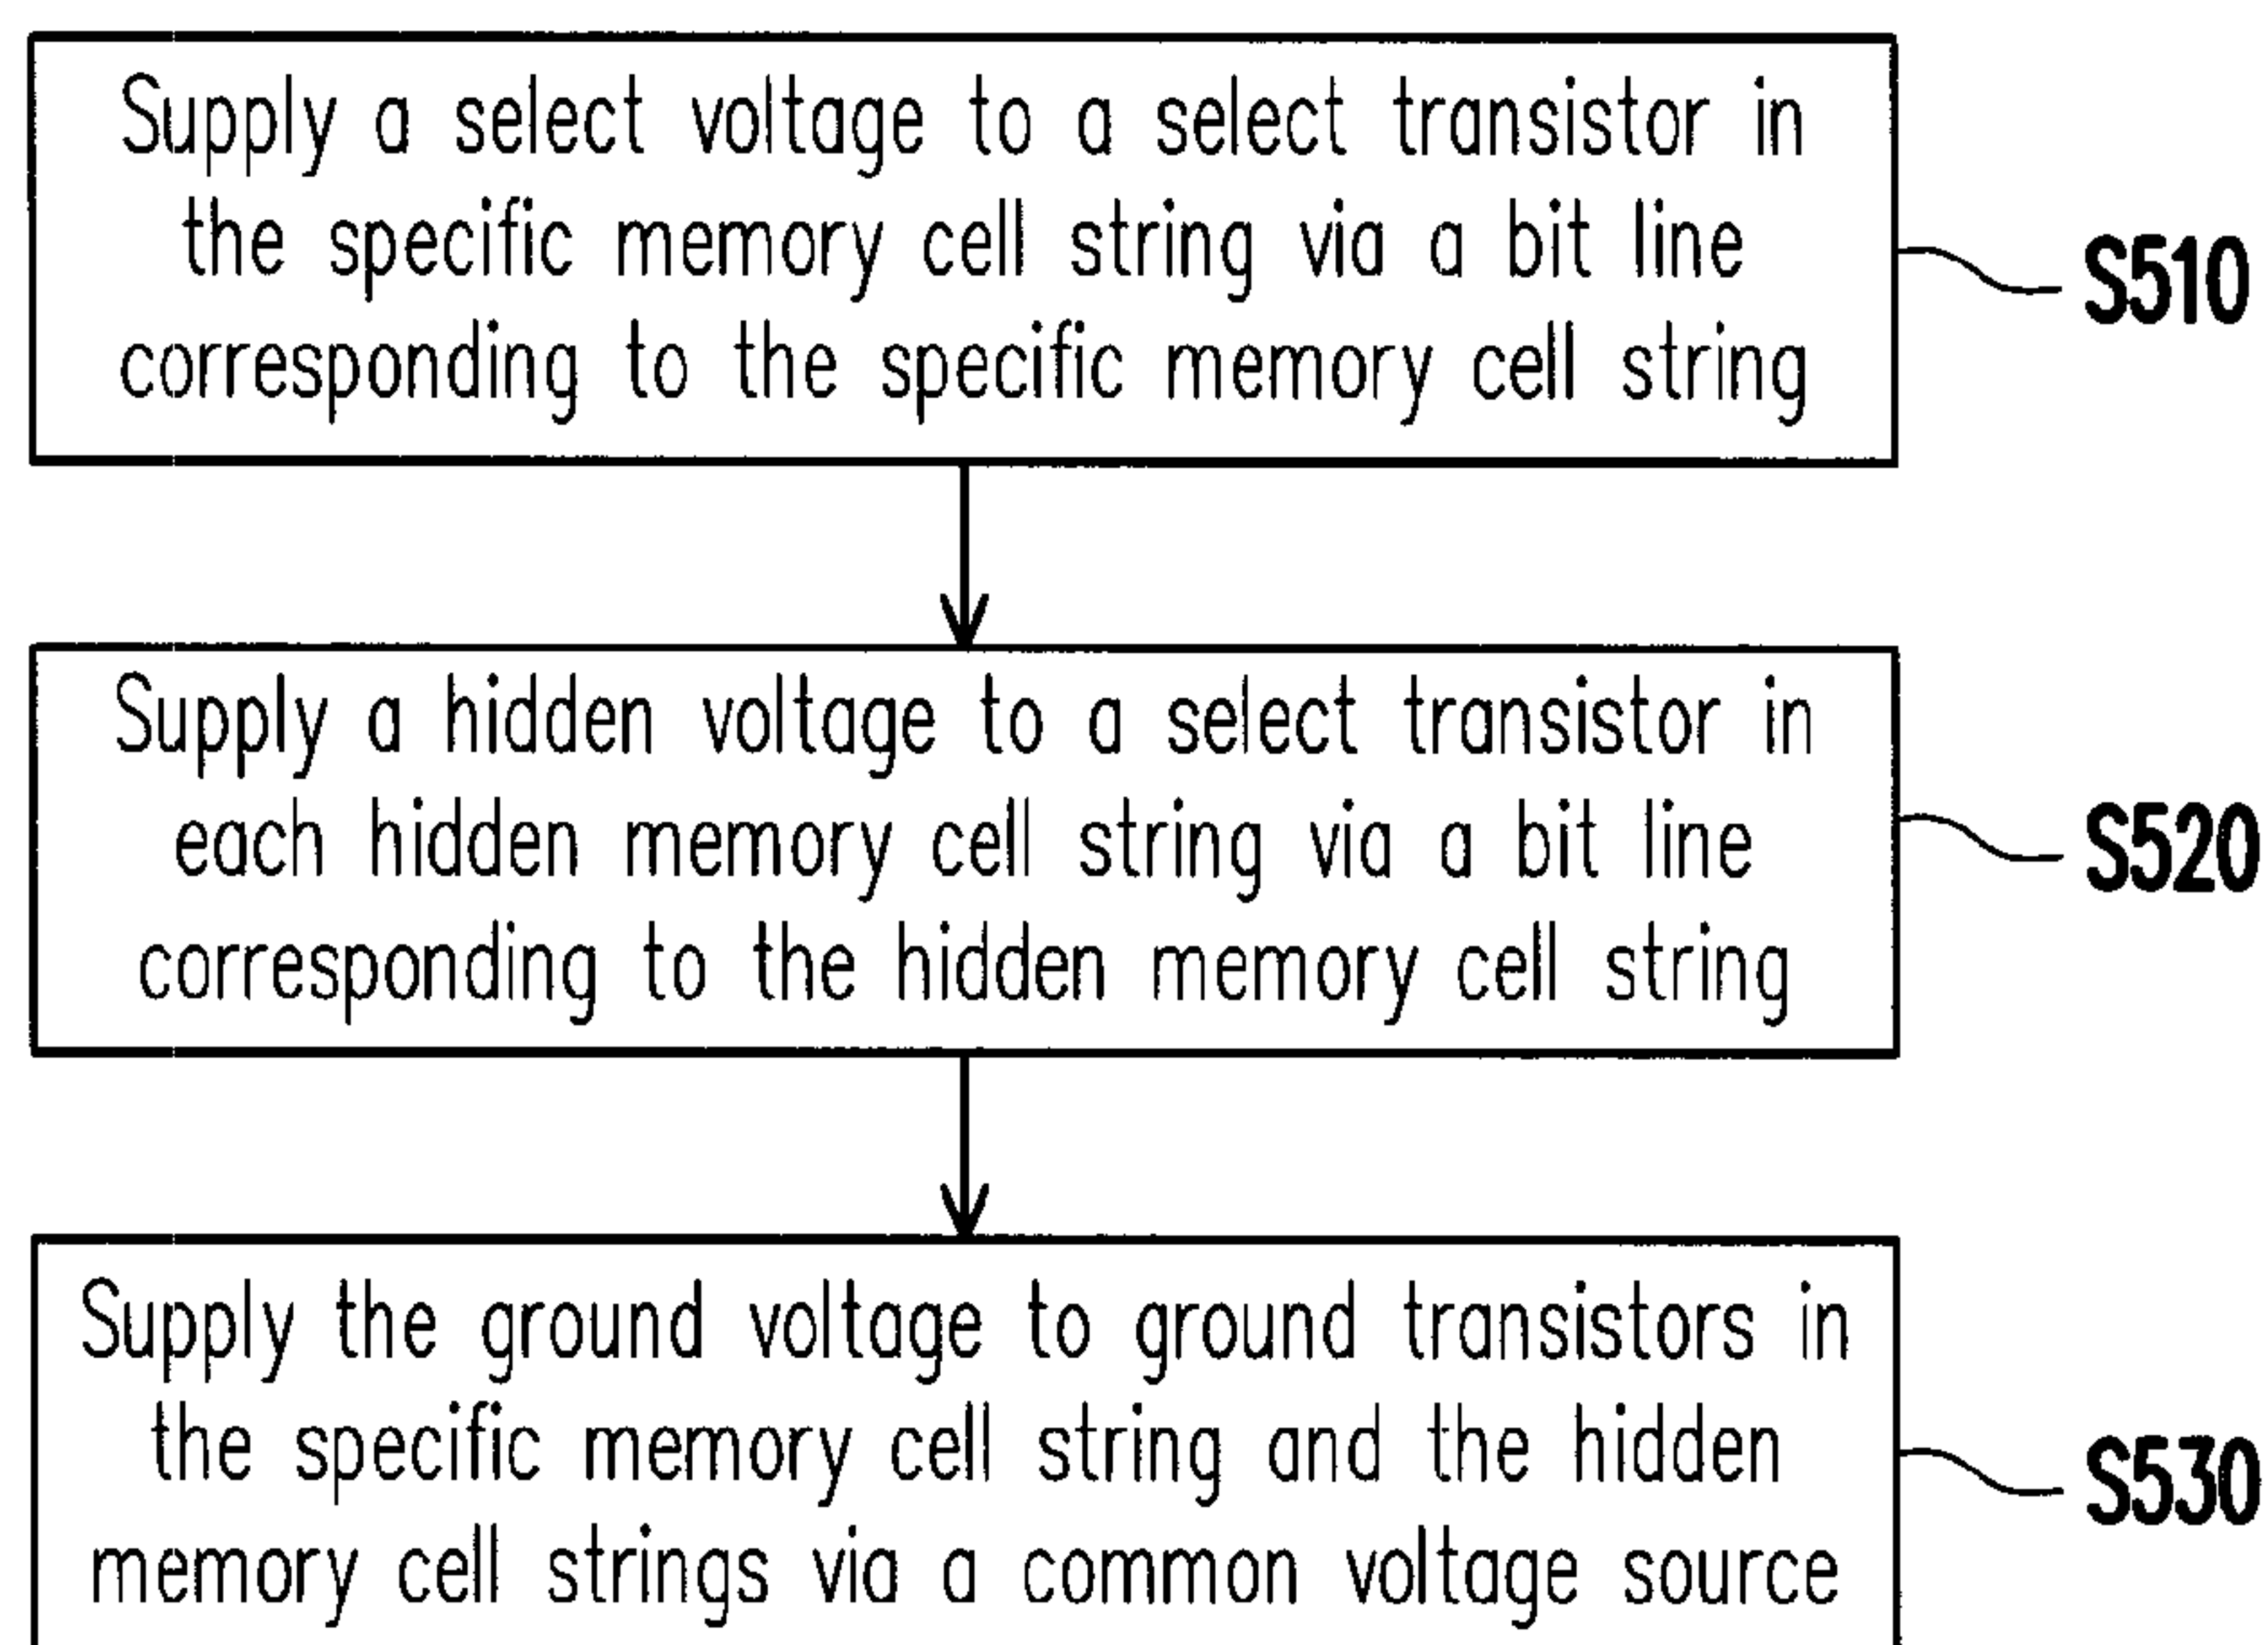 Supply a select voltage to a select transistor in
the specific memory cell string via a bit line
corresponding to the specific memory cell string
S510
Supply a hidden voltage to a select transistor in
each hidden memory cell string via a bit line
corresponding to the hidden memory cell string
S520
Supply the ground voltage to ground transistors in
the specific memory cell string and the hidden
memory cell strings via a common voltage source
S530